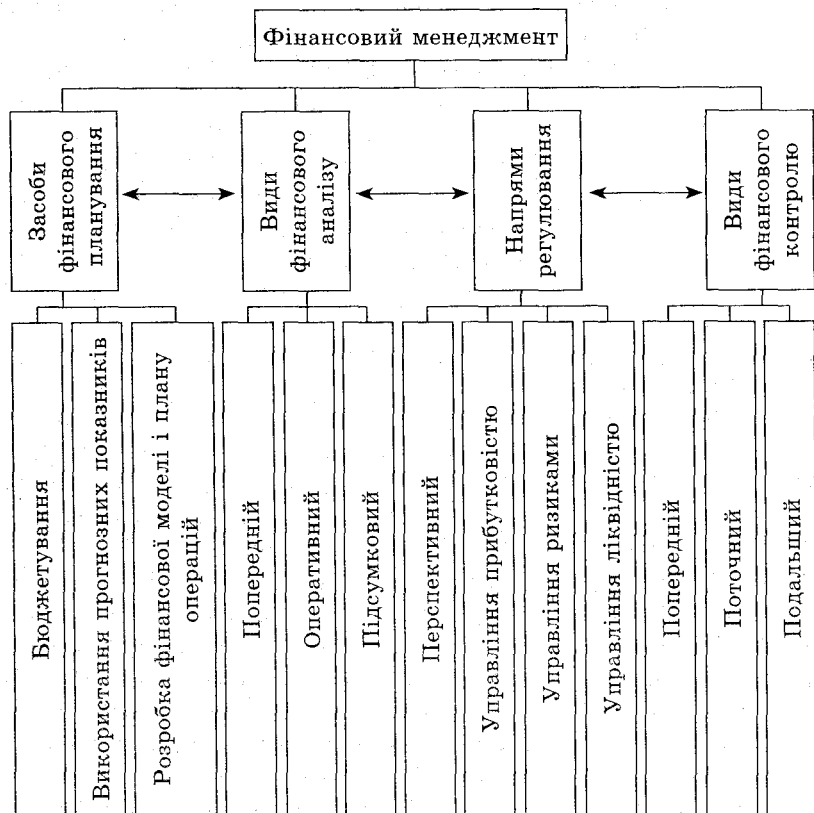 Фінансовий менеджмент
Засоби
фінансового
планування
Види
фінансового
аналізу
Напрями
регулювання
Види
фінансового
контролю
Бюджетування
Використання прогнозних показників
Розробка фінансової моделі і плану
операцій
Попередній
Оперативний
Підсумковий
Перспективний
Управління прибутковістю
Управління ризиками
Управління ліквідністю
Попередній
Поточний
Подальщий